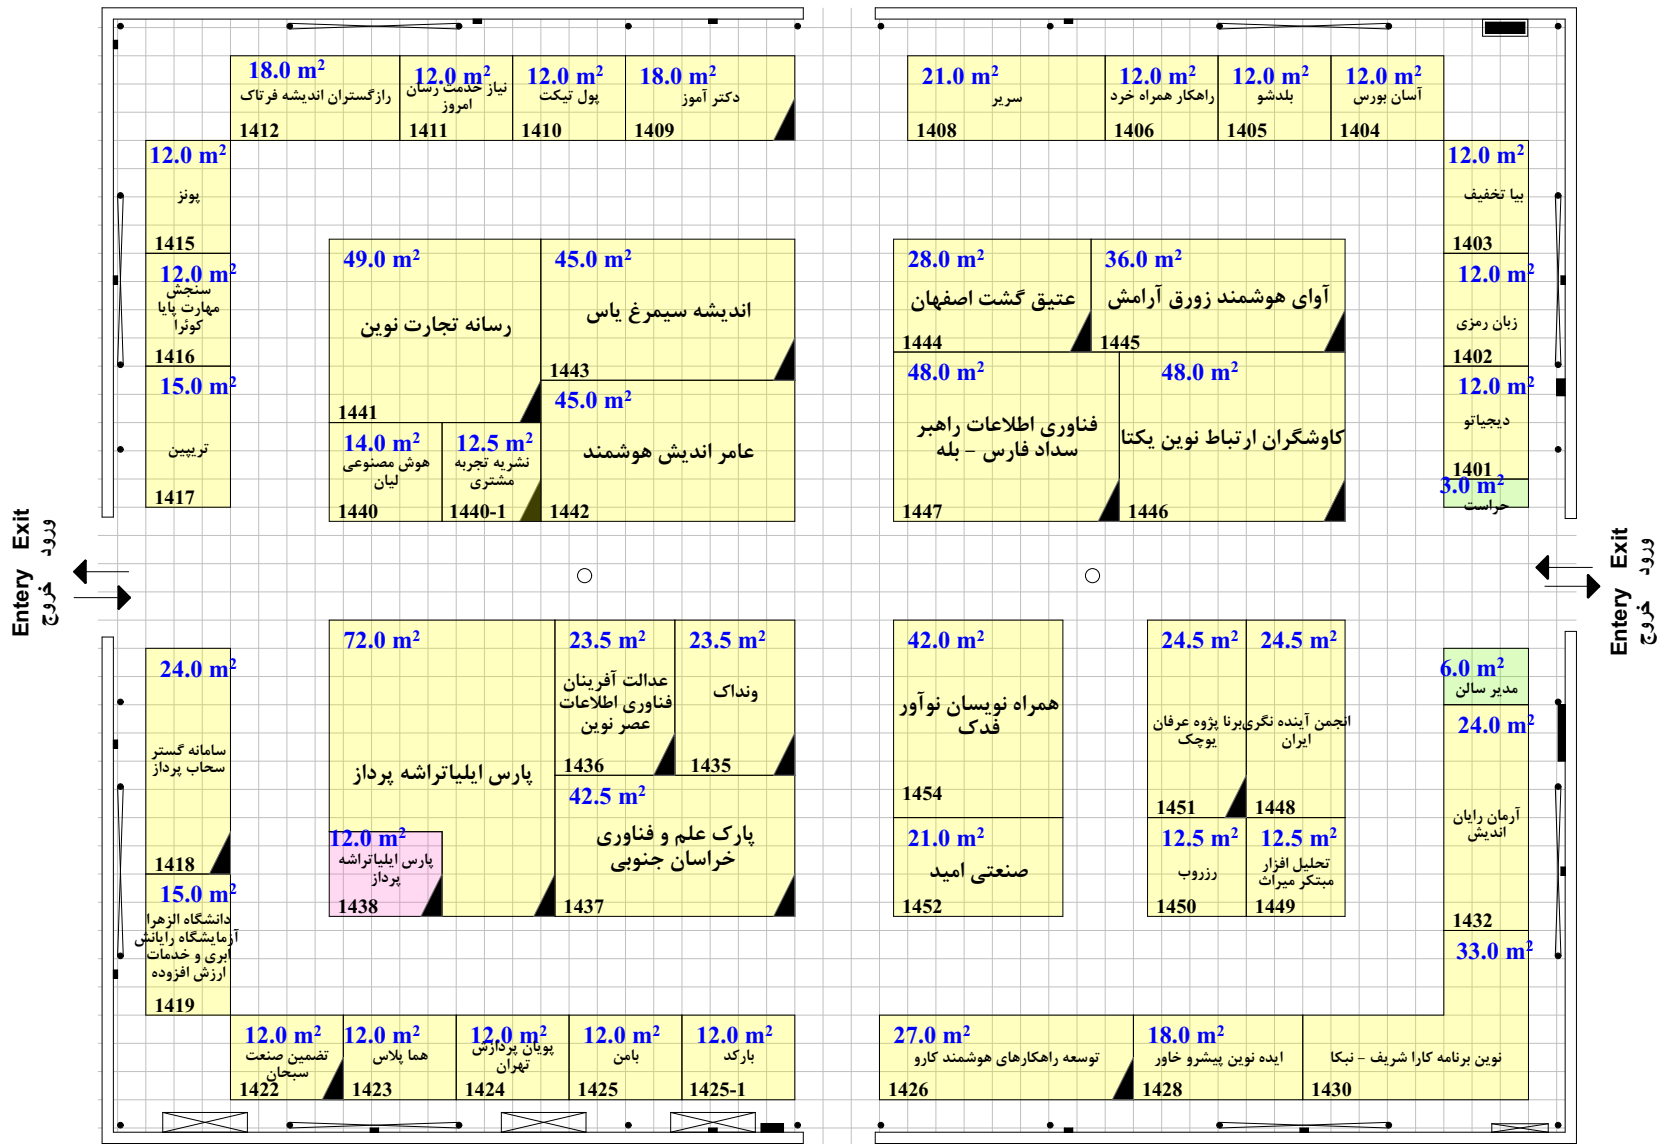 18.0 m²
رازگستران اندیشه فرتاک
1412
12.0 m²
نیاز خدمت رسان
امروز
1411
12.0 m²
پول تیکت
1410
18.0 m²
دکتر آموز
1409
21.0 m²
سریر
1408
12.0 m²
راهکار همراه خرد
1406
12.0 m²
بلدشو
1405
12.0 m²
آسان بورس
1404
12.0 m²
پونز
1415
12.0 m²
سنجش
مهارت پایا
کوئرا
1416
15.0 m²
تریپین
1417
49.0 m²
رسانه تجارت نوین
1441
45.0 m²
اندیشه سیمرغ یاس
1443
45.0 m²
عامر اندیش هوشمند
1442
14.0 m²
هوش مصنوعی
لیان
1440
12.5 m²
نشریه تجربه
مشتری
1440-1
28.0 m²
عتیق گشت اصفهان
1444
36.0 m²
آوای هوشمند زورق آرامش
1445
48.0 m²
فناوری اطلاعات راهبر
سداد فارس - بله
1447
48.0 m²
کاوشگران ارتباط نوین یکتا
1446
12.0 m²
بیا تخفیف
1403
12.0 m²
زبان رمزی
1402
12.0 m²
دیجیاتو
1401
3.0 m²
حراست
Entery Exit
ورود خروج
Entery Exit
ورود خروج
24.0 m²
سامانه گستر
سحاب پرداز
1418
15.0 m²
دانشگاه الزهرا
آزمایشگاه رایانش
ابری و خدمات
ارزش افزوده
1419
72.0 m²
پارس ایلیاتراشه پرداز
12.0 m²
پارس ایلیاتراشه
پرداز
1438
23.5 m²
عدالت آفرینان
فناوری اطلاعات
عصر نوین
1436
23.5 m²
ونداک
1435
42.5 m²
پارک علم و فناوری
خراسان جنوبی
1437
42.0 m²
همراه نویسان نوآور
فدک
1454
21.0 m²
صنعتی امید
1452
24.5 m²
برنا پژوه عرفان
پوچک
1451
24.5 m²
انجمن آینده نگری
ایران
1448
12.5 m²
رزروب
1450
12.5 m²
تحلیل افزار
مبتکر میراث
1449
6.0 m²
مدیر سالن
24.0 m²
آرمان رایان
اندیش
1432
33.0 m²
نوین برنامه کارا شریف - نبکا
1430
12.0 m²
تضمین صنعت
سبحان
1422
12.0 m²
هما پلاس
1423
12.0 m²
پویان پردازش
تهران
1424
12.0 m²
بامن
1425
12.0 m²
بارکد
1425-1
27.0 m²
توسعه راهکارهای هوشمند کارو
1426
18.0 m²
ایده نوین پیشرو خاور
1428